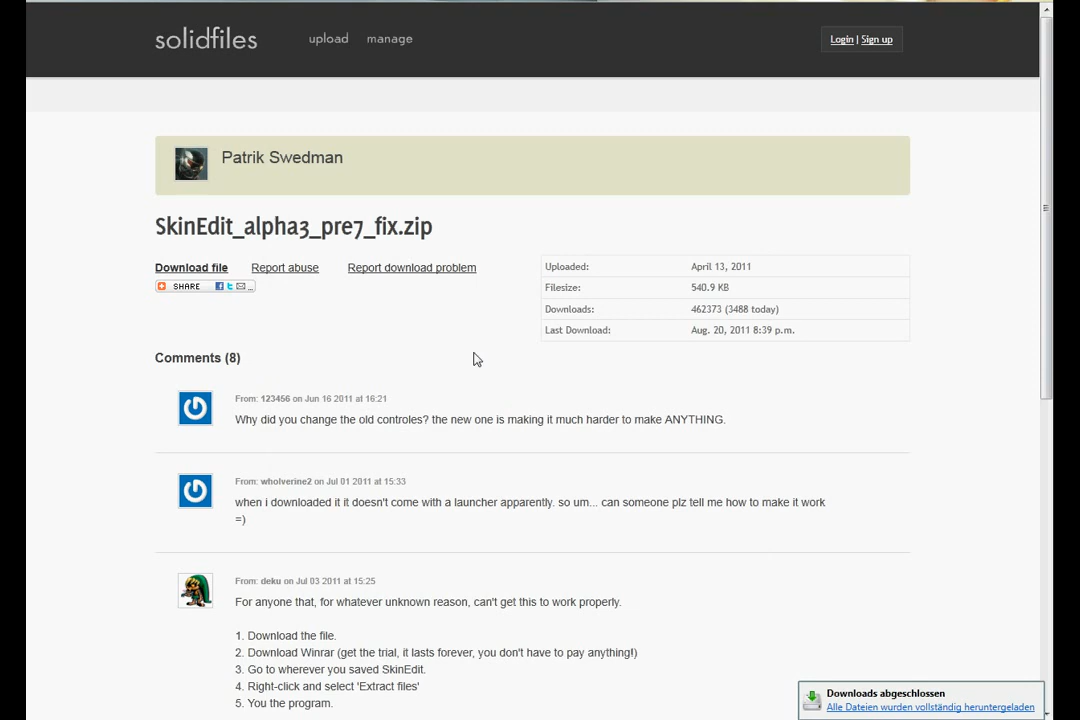 solidfiles upload manage Login | Sign up
Patrik Swedman
SkinEdit_alpha3_pre7_fix.zip
Download file Report abuse Report download problem
SHARE
Uploaded: April 13, 2011
Filesize: 540.9 KB
Downloads: 462373 (3488 today)
Last Download: Aug. 20, 2011 8:39 p.m.
Comments (8)
From: 123456 on Jun 16 2011 at 16:21
Why did you change the old controles? the new one is making it much harder to make ANYTHING.
From: wholverine2 on Jul 01 2011 at 15:33
when i downloaded it it doesn't come with a launcher apparently. so um... can someone plz tell me how to make it work
=)
From: deku on Jul 03 2011 at 15:25
For anyone that, for whatever unknown reason, can't get this to work properly.
1. Download the file.
2. Download Winrar (get the trial, it lasts forever, you don't have to pay anything!)
3. Go to wherever you saved SkinEdit.
4. Right-click and select 'Extract files'
5. You the program.
Downloads abgeschlossen
Alle Dateien wurden vollständig heruntergeladen